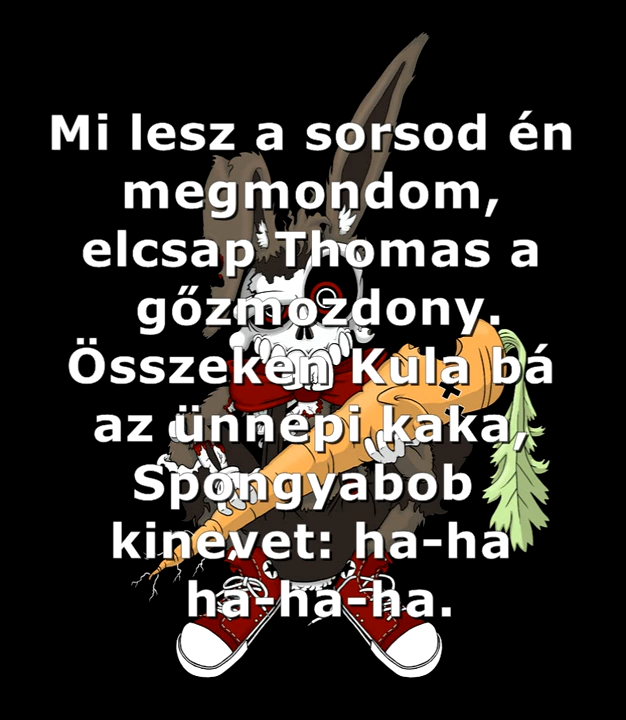 Mi lesz a sorsod én
megmondom,
elcsap Thomas a
gőzmozdony.
Összeken Kula bá
az ünnepi kaka,
Spongyabob
kinevet: ha-ha
ha-ha-ha.